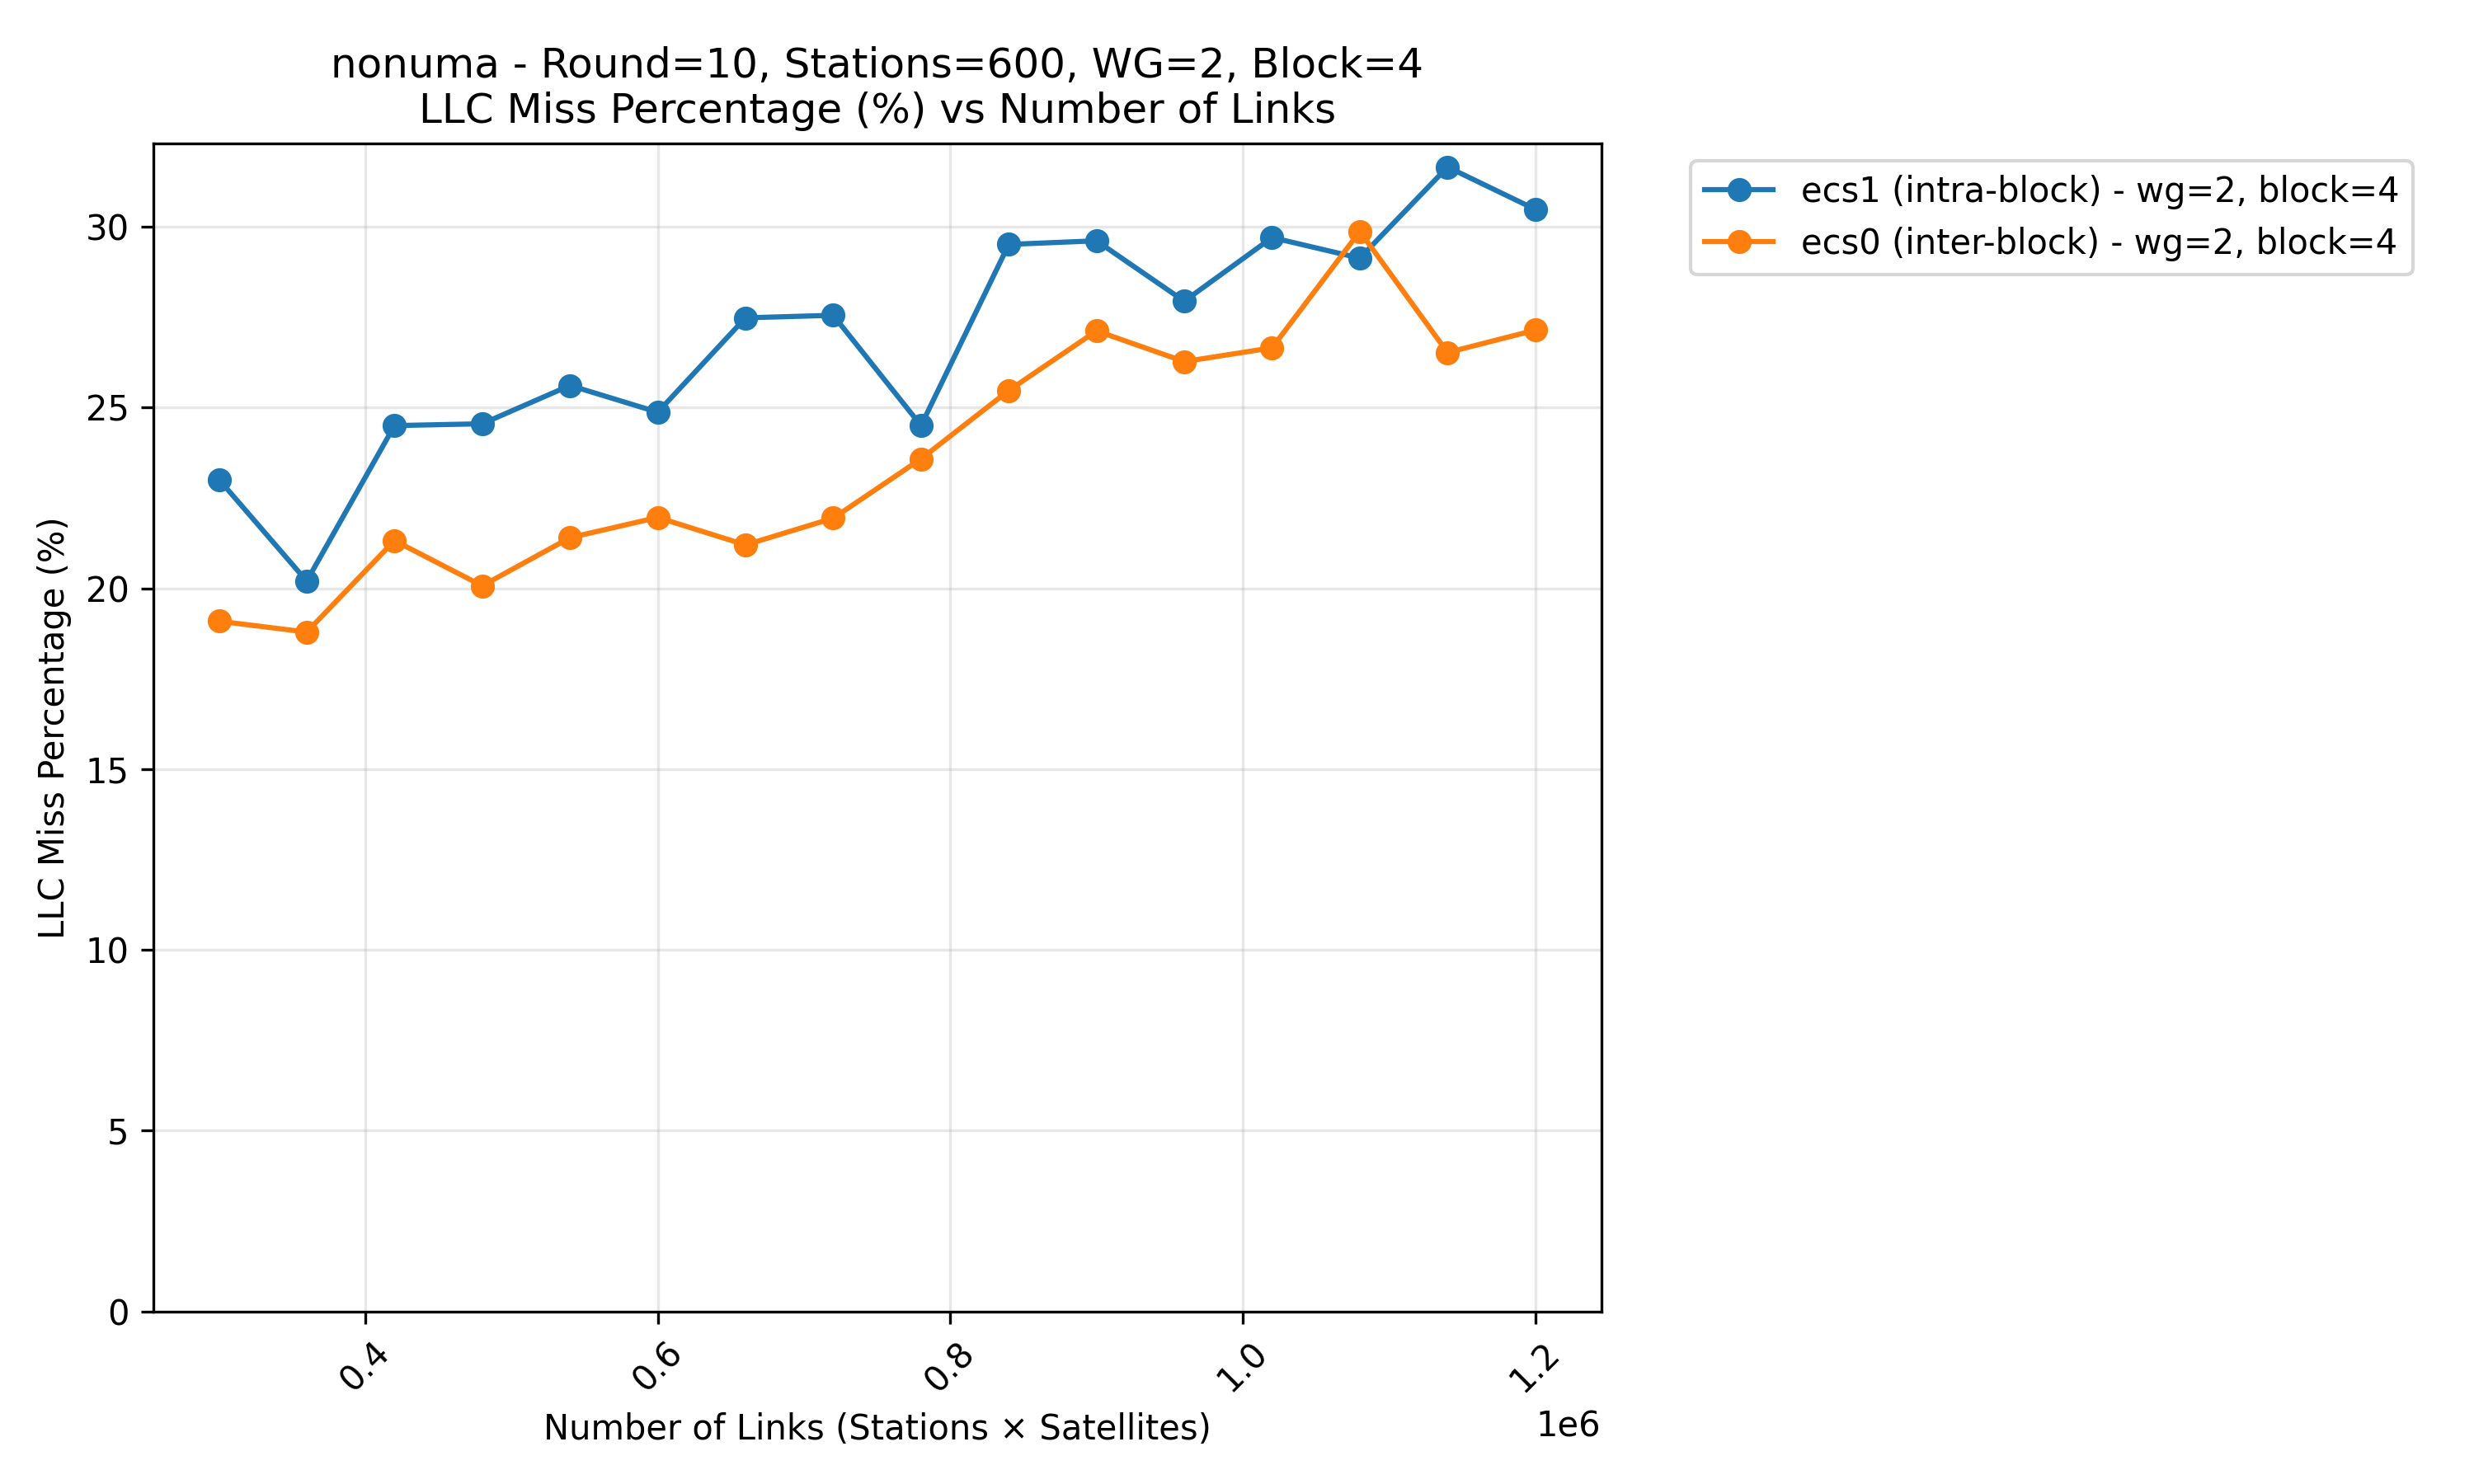 nonuma - Round=10, Stations=600, WG=2, Block=4
LLC Miss Percentage (%) vs Number of Links
ecs1 (intra-block) - wg=2, block=4
ecs0 (inter-block) - wg=2, block=4
LLC Miss Percentage (%)
30
25
20
15
10
5
0
0.4
0.6
0.8
1.0
1.2
1e6
Number of Links (Stations × Satellites)